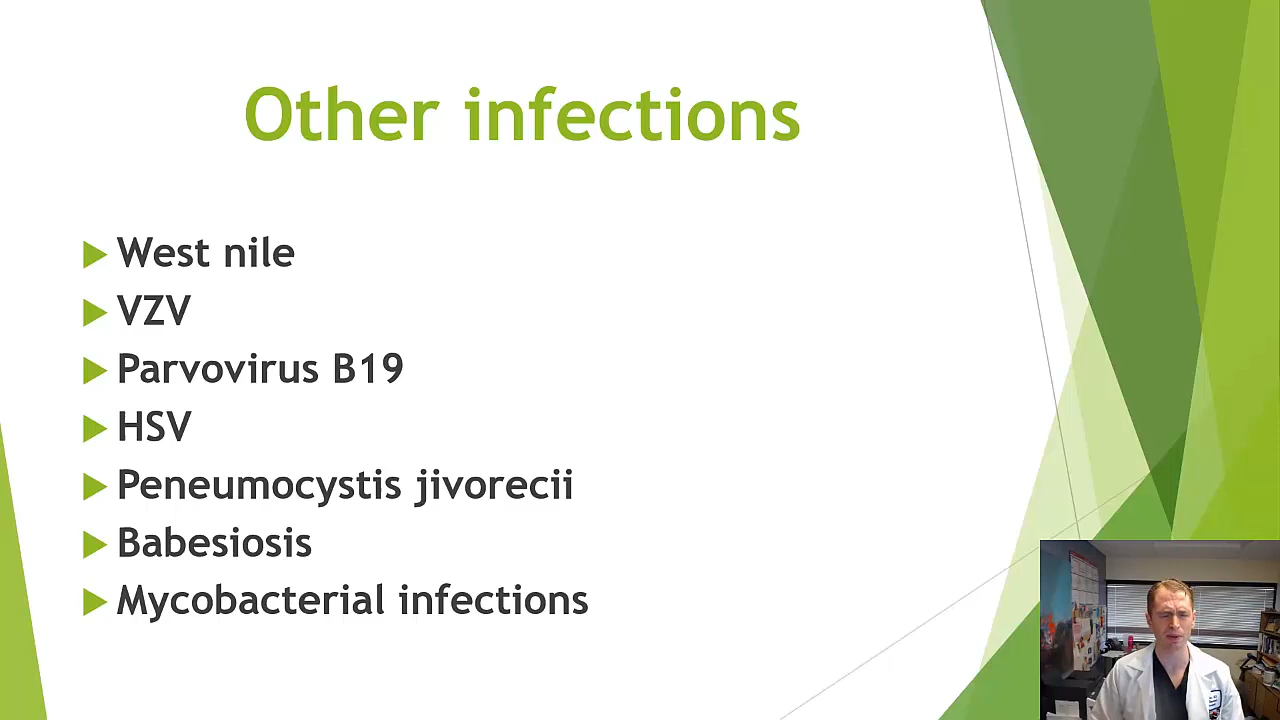 Other infections
West nile
VZV
Parvovirus B19
HSV
Peneumocystis jivorecii
Babesiosis
Mycobacterial infections